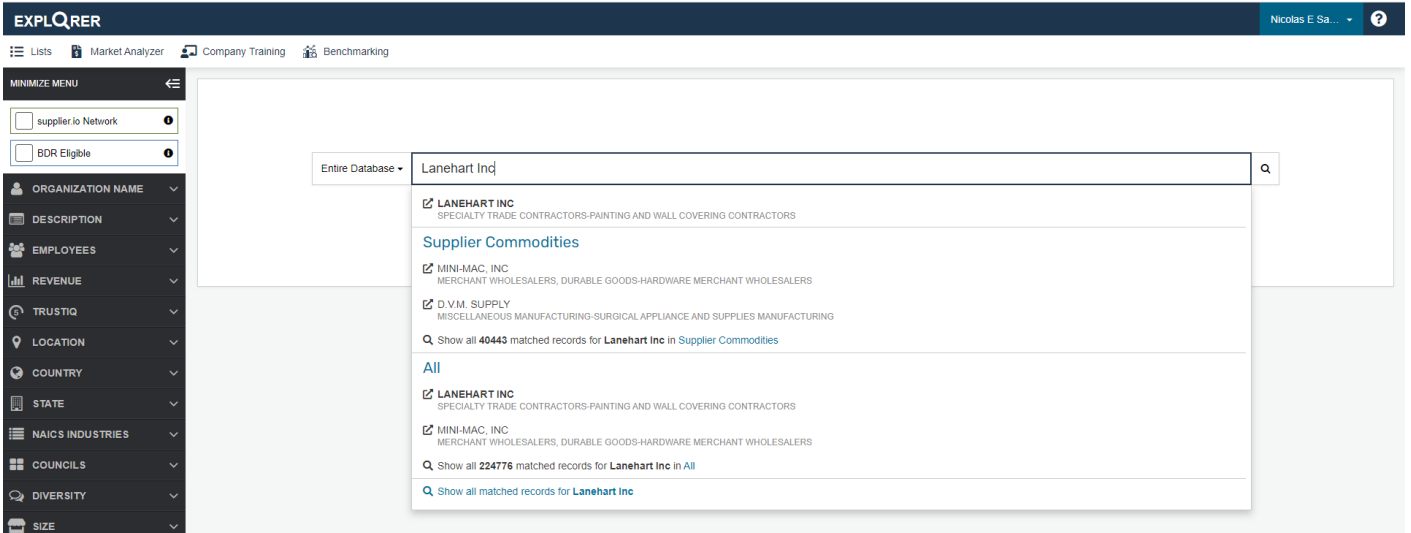 EXPLQRER
Nicolas E Sa...
Lists Market Analyzer Company Training Benchmarking
MINIMIZE MENU
supplier.io Network
BDR Eligible
ORGANIZATION NAME
DESCRIPTION
EMPLOYEES
REVENUE
TRUSTIQ
LOCATION
COUNTRY
STATE
NAICS INDUSTRIES
COUNCILS
DIVERSITY
SIZE
Entire Database Lanehart Inc
LANEHART INC
SPECIALTY TRADE CONTRACTORS-PAINTING AND WALL COVERING CONTRACTORS
Supplier Commodities
MINI-MAC, INC
MERCHANT WHOLESALERS, DURABLE GOODS-HARDWARE MERCHANT WHOLESALERS
D.V.M. SUPPLY
MISCELLANEOUS MANUFACTURING-SURGICAL APPLIANCE AND SUPPLIES MANUFACTURING
Show all 40443 matched records for Lanehart Inc in Supplier Commodities
All
LANEHART INC
SPECIALTY TRADE CONTRACTORS-PAINTING AND WALL COVERING CONTRACTORS
MINI-MAC, INC
MERCHANT WHOLESALERS, DURABLE GOODS-HARDWARE MERCHANT WHOLESALERS
Show all 224776 matched records for Lanehart Inc in All
Show all matched records for Lanehart Inc